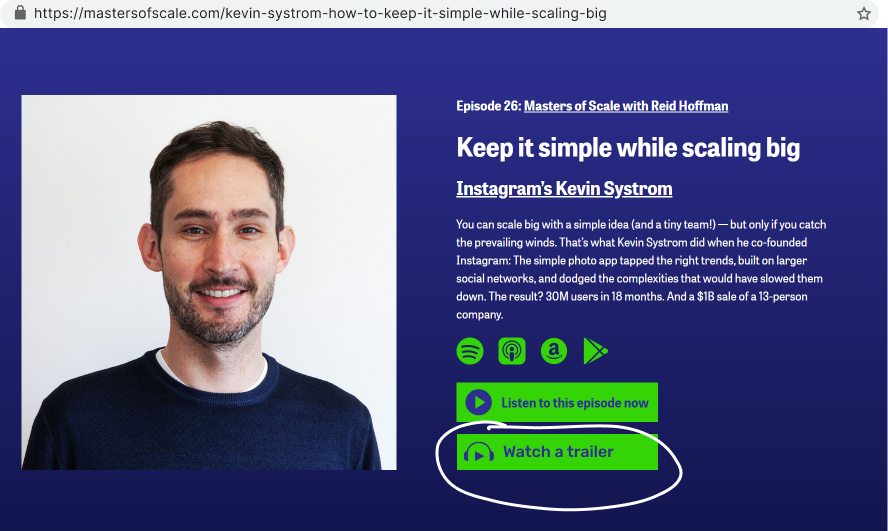 https://mastersofscale.com/kevin-systrom-how-to-keep-it-simple-while-scaling-big
Episode 26: Masters of Scale with Reid Hoffman
Keep it simple while scaling big
Instagram's Kevin Systrom
You can scale big with a simple idea (and a tiny team!) — but only if you catch
the prevailing winds. That's what Kevin Systrom did when he co-founded
Instagram: The simple photo app tapped the right trends, built on larger
social networks, and dodged the complexities that would have slowed them
down. The result? 30M users in 18 months. And a $1B sale of a 13-person
company.
Listen to this episode now
Watch a trailer